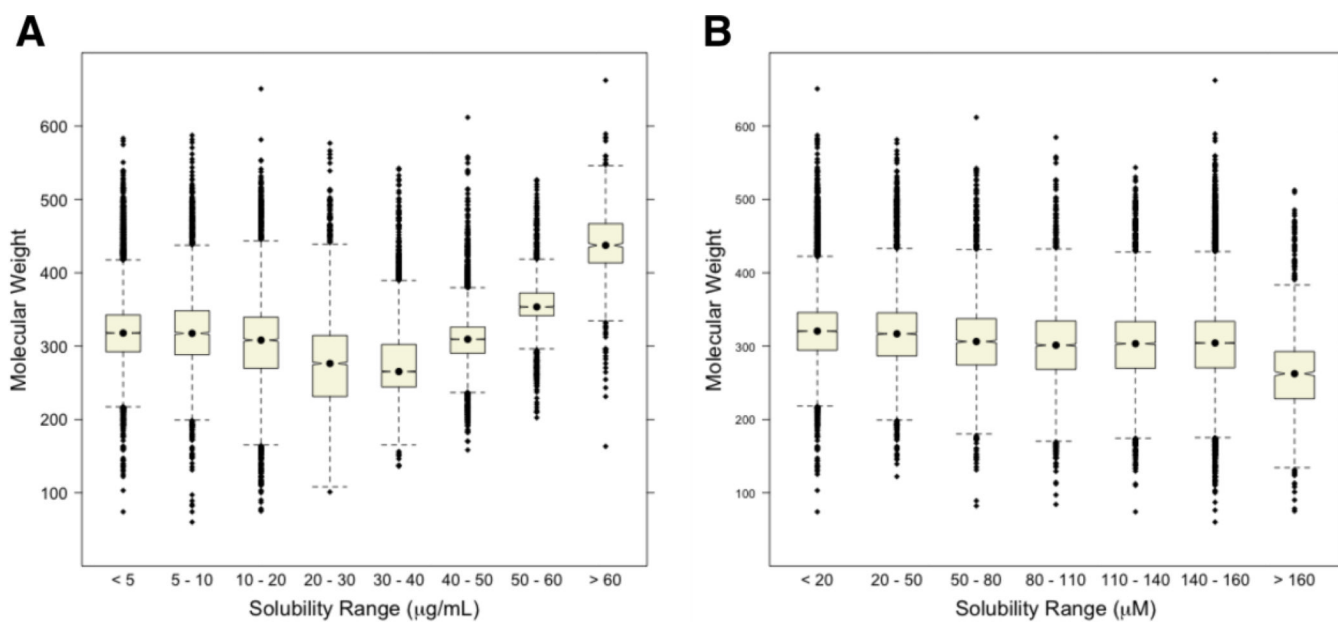 A
Molecular Weight
600
500
400
300
200
100
< 5
5 - 10
10 - 20
20 - 30
30 - 40
40 - 50
50 - 60
> 60
Solubility Range (μg/mL)
B
Molecular Weight
600
500
400
300
200
100
< 20
20 - 50
50 - 80
80 - 110
110 - 140
140 - 160
> 160
Solubility Range (μM)